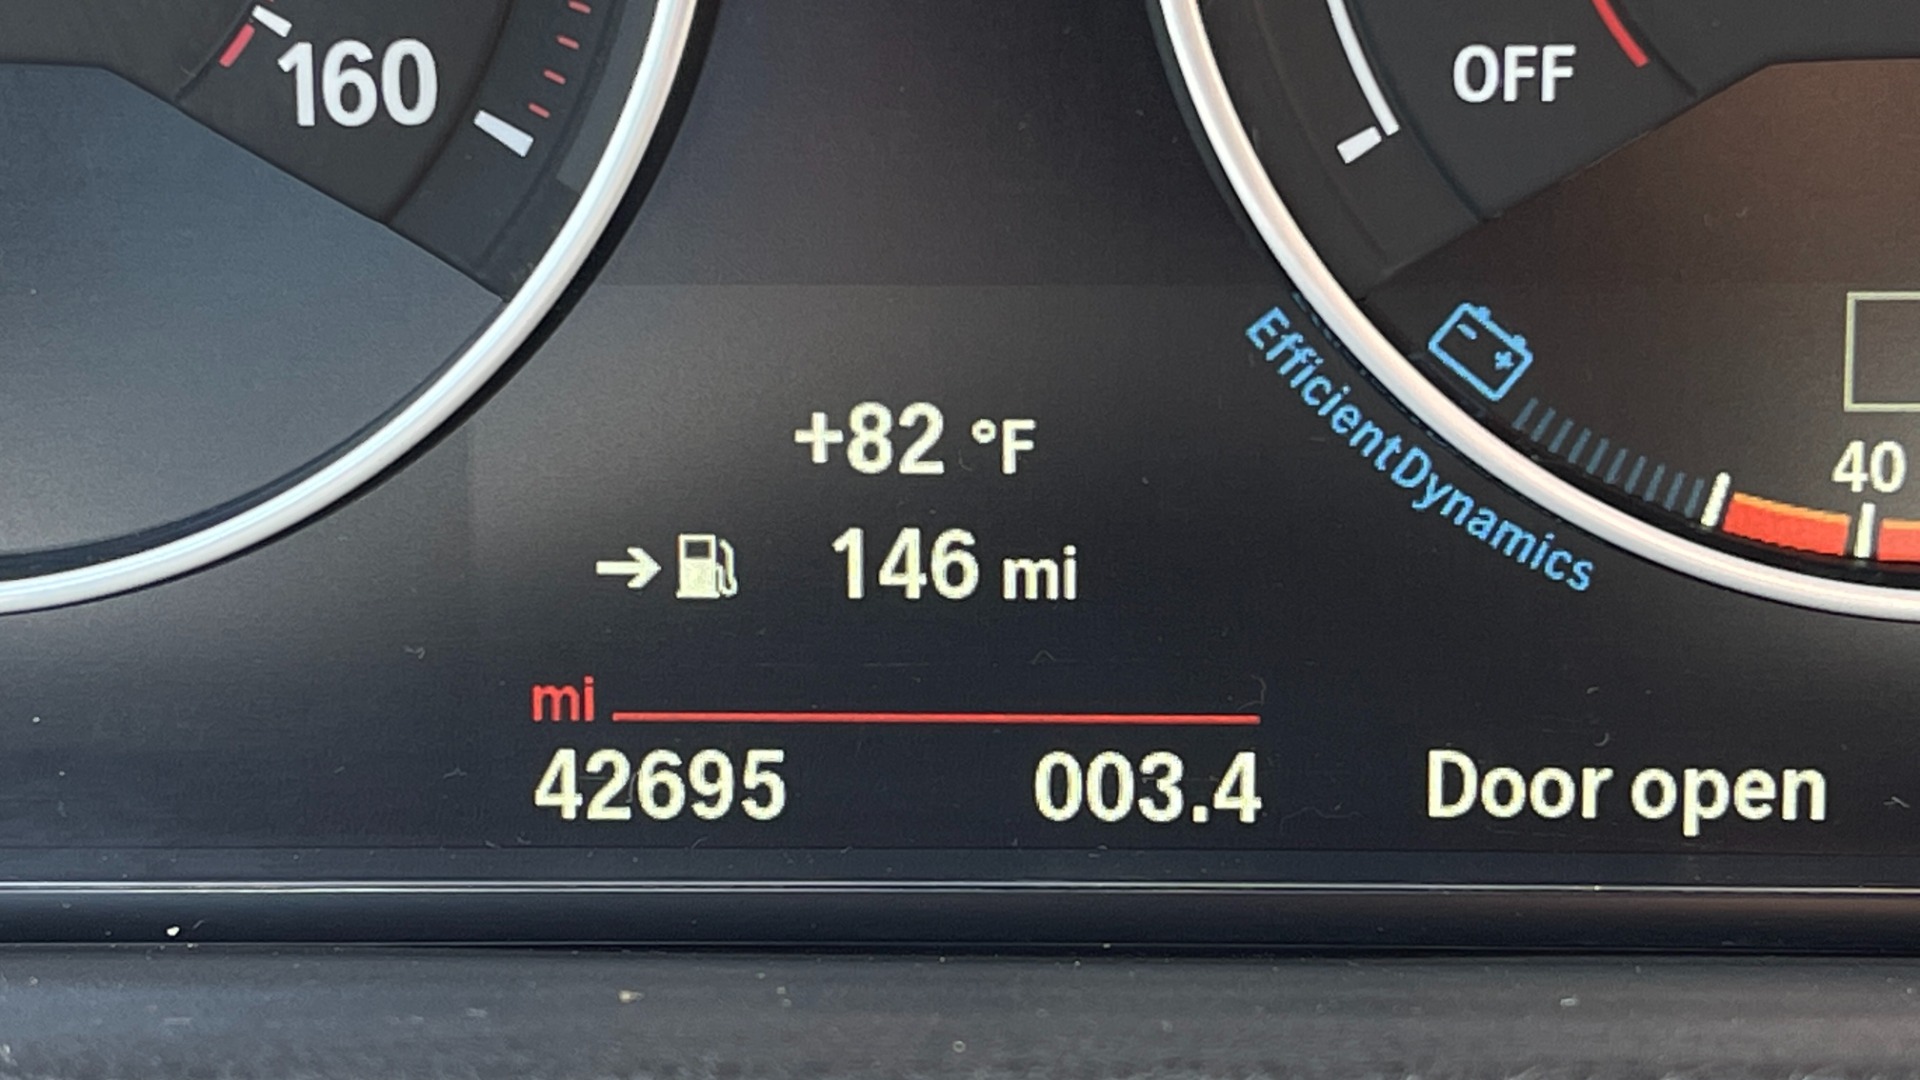 160
OFF
EfficientDynamics
+82 °F
40
→ 146 mi
mi
42695 003.4 Door open